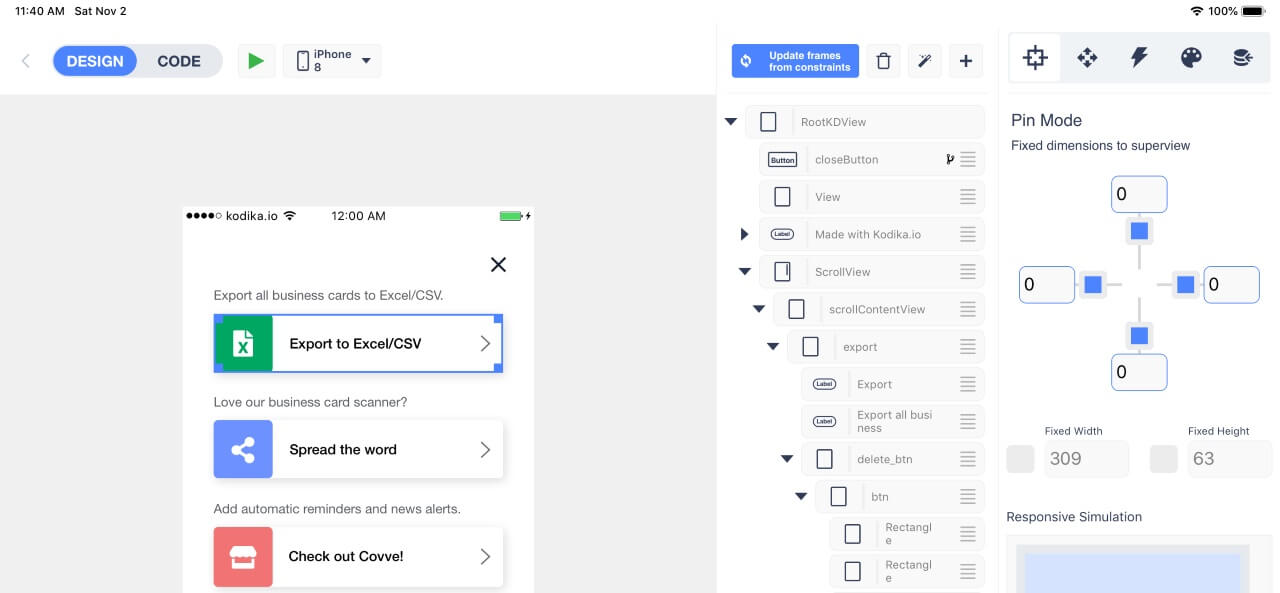 11:40 AM Sat Nov 2
100%
DESIGN
CODE
iPhone
8
Update frames
from constraints
kodika.io
12:00 AM
Export all business cards to Excel/CSV.
X
Export to Excel/CSV
Love our business card scanner?
Spread the word
Add automatic reminders and news alerts.
Check out Covve!
RootKDView
Button
closeButton
View
Label
Made with Kodika.io
ScrollView
scrollContentView
export
Label
Export
Label
Export all busi
ness
delete_btn
btn
Rectangl
e
Rectangl
e
Pin Mode
Fixed dimensions to superview
0
0
0
0
Fixed Width
Fixed Height
309
63
Responsive Simulation